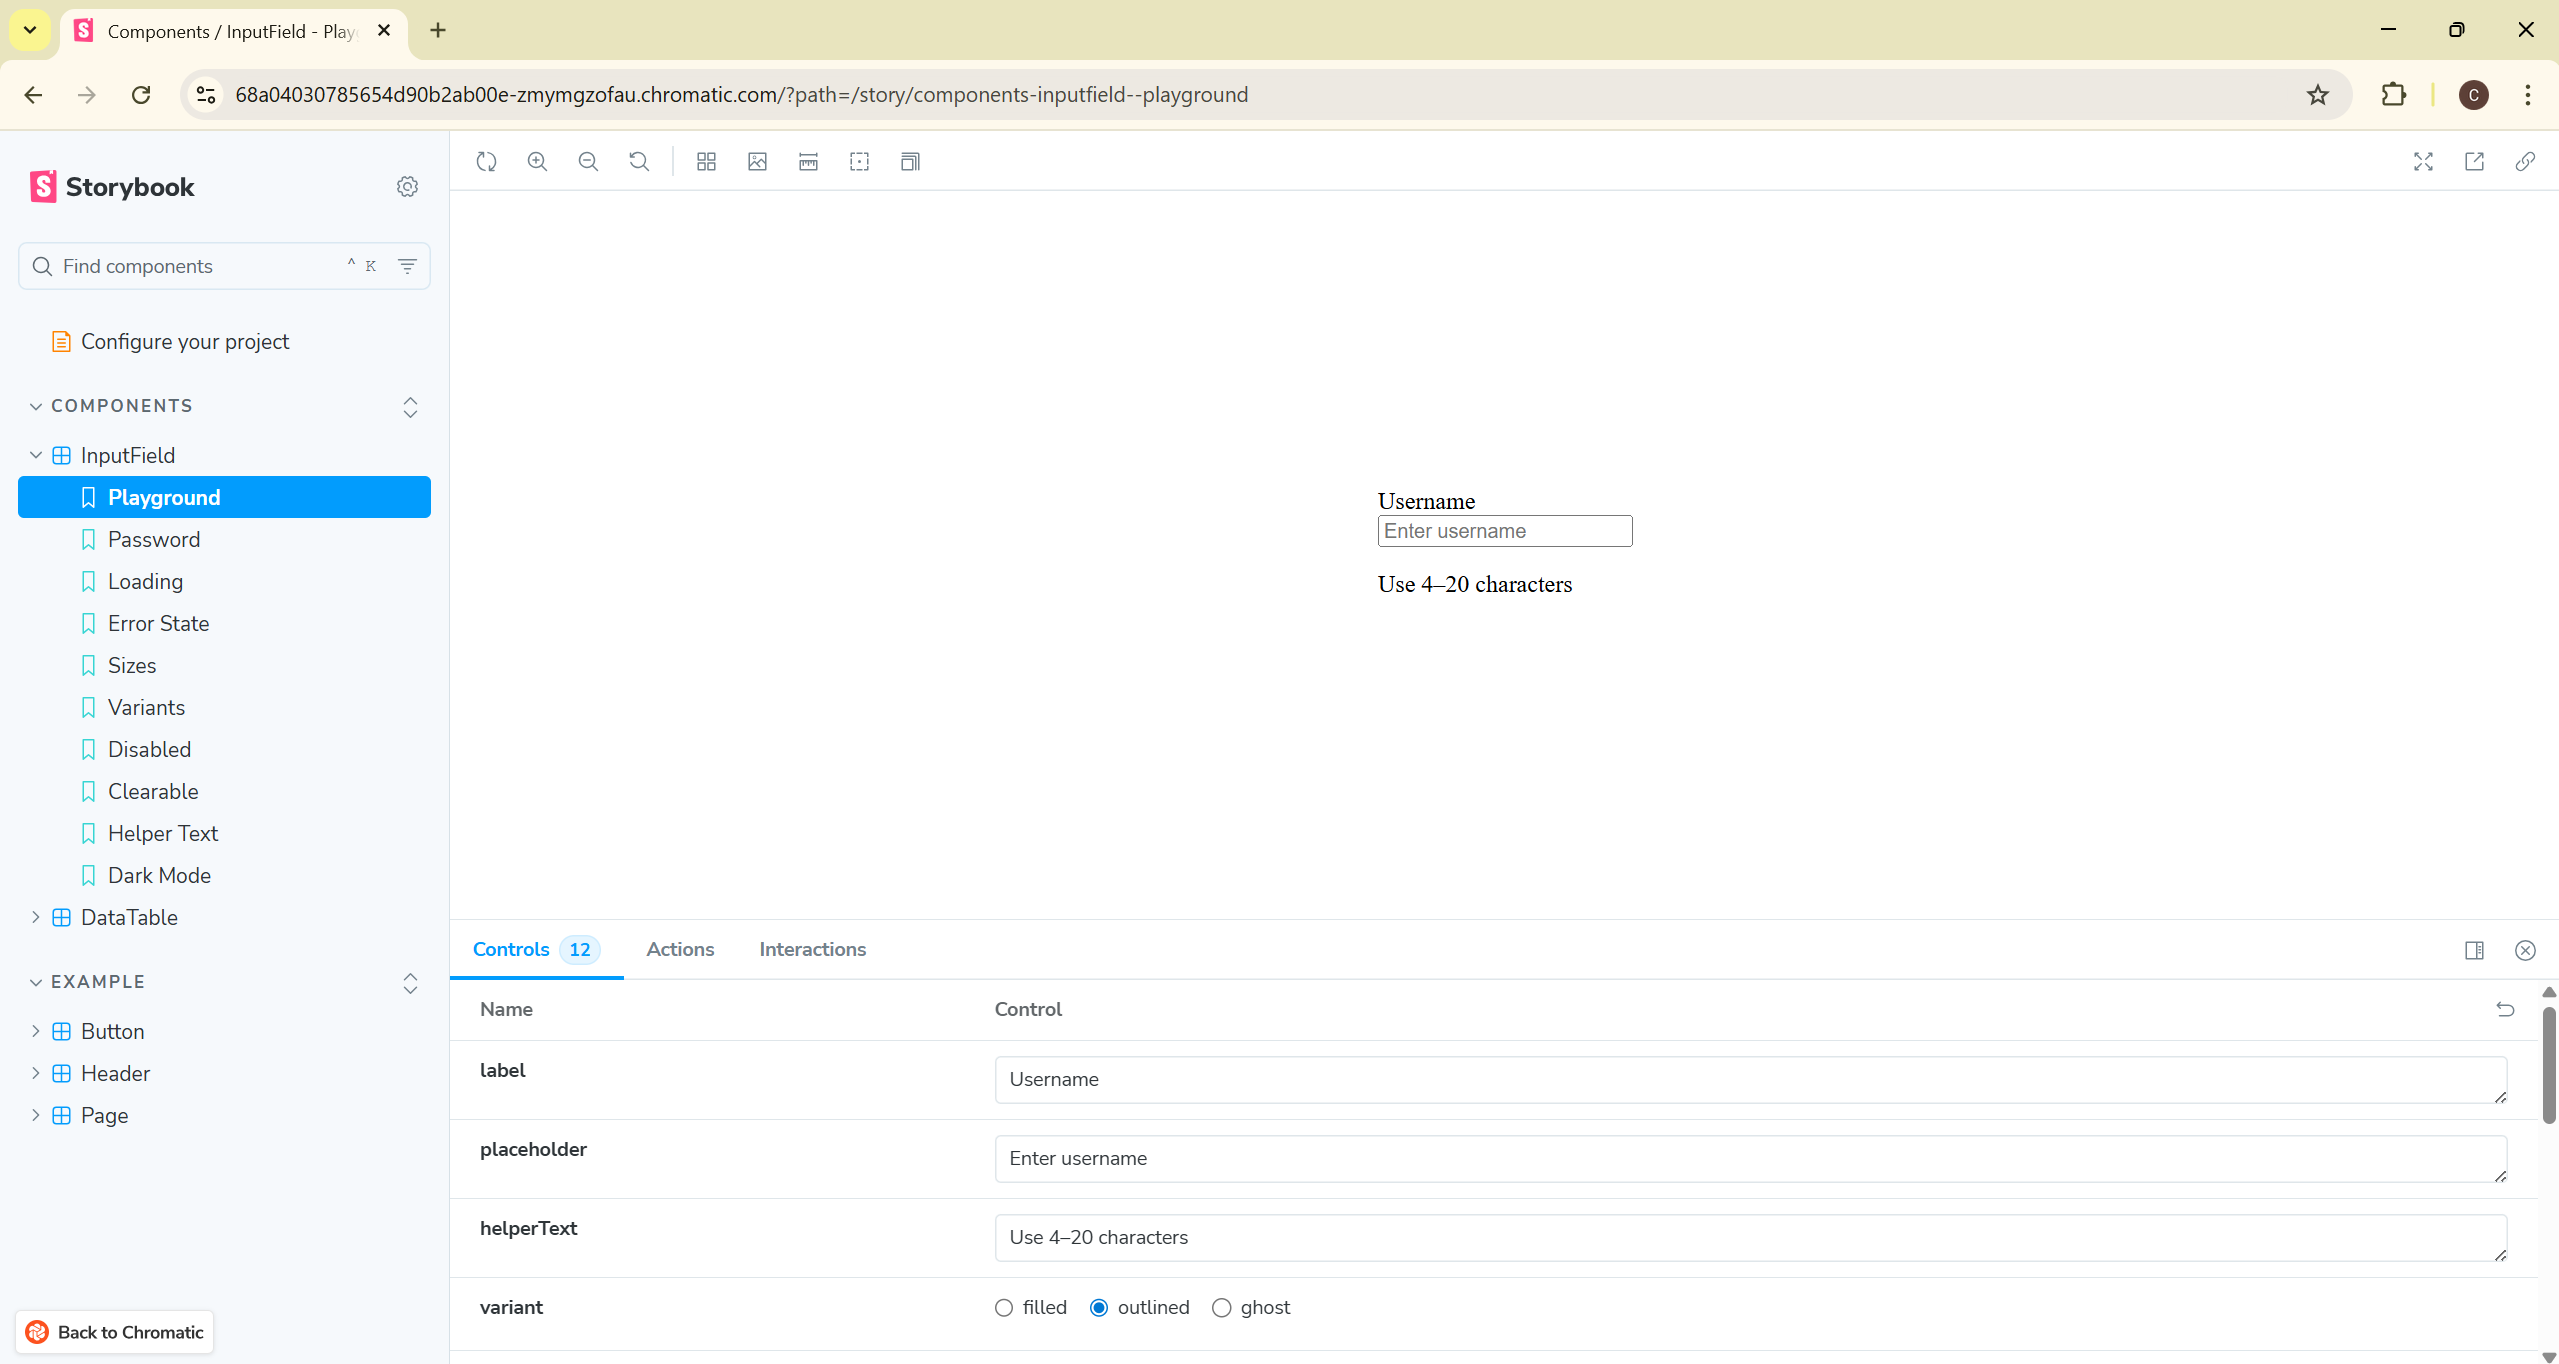 Components / InputField - Play
68a04030785654d90b2ab00e-zmymgzofau.chromatic.com/?path=/story/components-inputfield--playground
C
Storybook
Find components ^ K
Configure your project
COMPONENTS
InputField
Playground
Password
Loading
Error State
Sizes
Variants
Disabled
Clearable
Helper Text
Dark Mode
DataTable
EXAMPLE
Button
Header
Page
Back to Chromatic
Username
Enter username
Use 4–20 characters
Controls 12 Actions Interactions
Name Control
label Username
placeholder Enter username
helperText Use 4–20 characters
variant filled outlined ghost